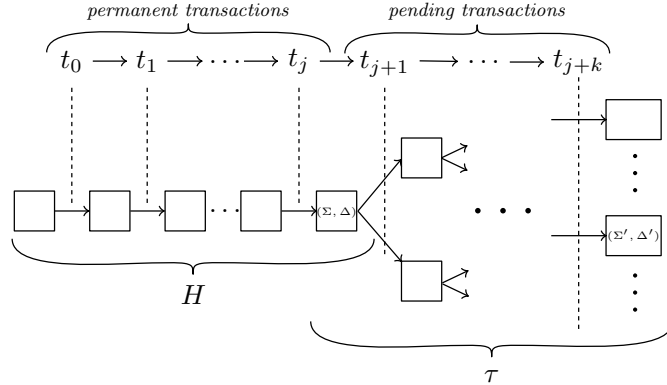 permanent transactions pending transactions
t₀ → t₁ → ··· → tⱼ → tⱼ₊₁ → ··· → tⱼ₊ₖ
(Σ, Δ)
(Σ′, Δ′)
H
τ